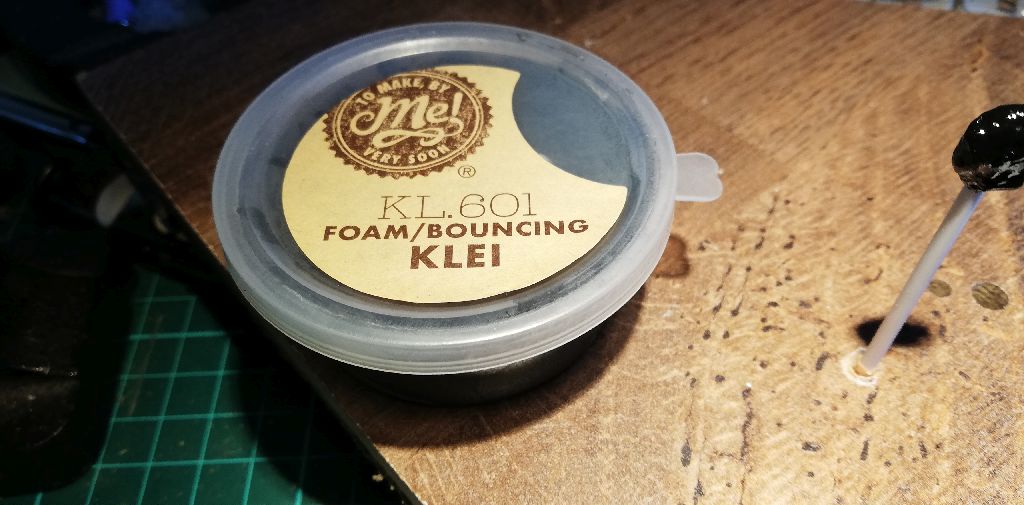 TO MAKE BY
Me!
VERY SOON
®
KL.601
FOAM/BOUNCING
KLEI